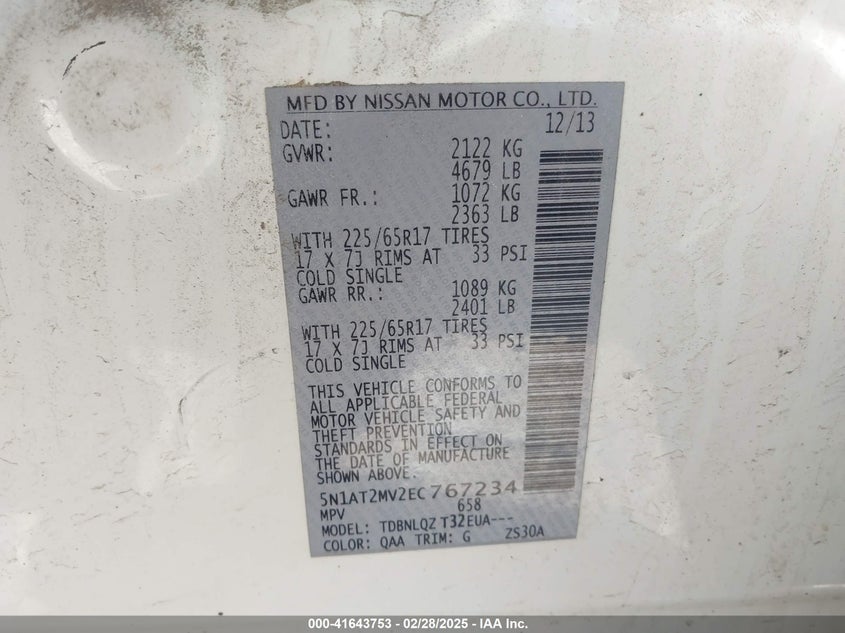 MFD BY NISSAN MOTOR CO., LTD.
DATE: 12/13
GVWR: 2122 KG
4679 LB
GAWR FR.: 1072 KG
2363 LB
WITH 225/65R17 TIRES
17 X 7J RIMS AT 33 PSI
COLD SINGLE
GAWR RR.: 1089 KG
2401 LB
WITH 225/65R17 TIRES
17 X 7J RIMS AT 33 PSI
COLD SINGLE
THIS VEHICLE CONFORMS TO
ALL APPLICABLE FEDERAL
MOTOR VEHICLE SAFETY AND
THEFT PREVENTION
STANDARDS IN EFFECT ON
THE DATE OF MANUFACTURE
SHOWN ABOVE.
5N1AT2MV2EC767234
MPV 658
MODEL: TDBNLQZ T32EUA---
COLOR: QAA TRIM: G ZS30A
000-41643753 - 02/28/2025 - IAA Inc.